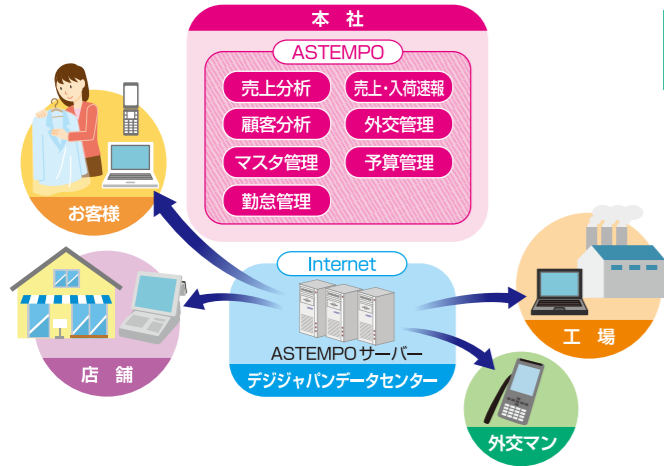 本 社
ASTEMPO
売上分析
売上・入荷速報
顧客分析
外交管理
マスタ管理
予算管理
勤怠管理
お客様
Internet
ASTEMPOサーバー
デジジャパンデータセンター
店 舗
工 場
外交マン